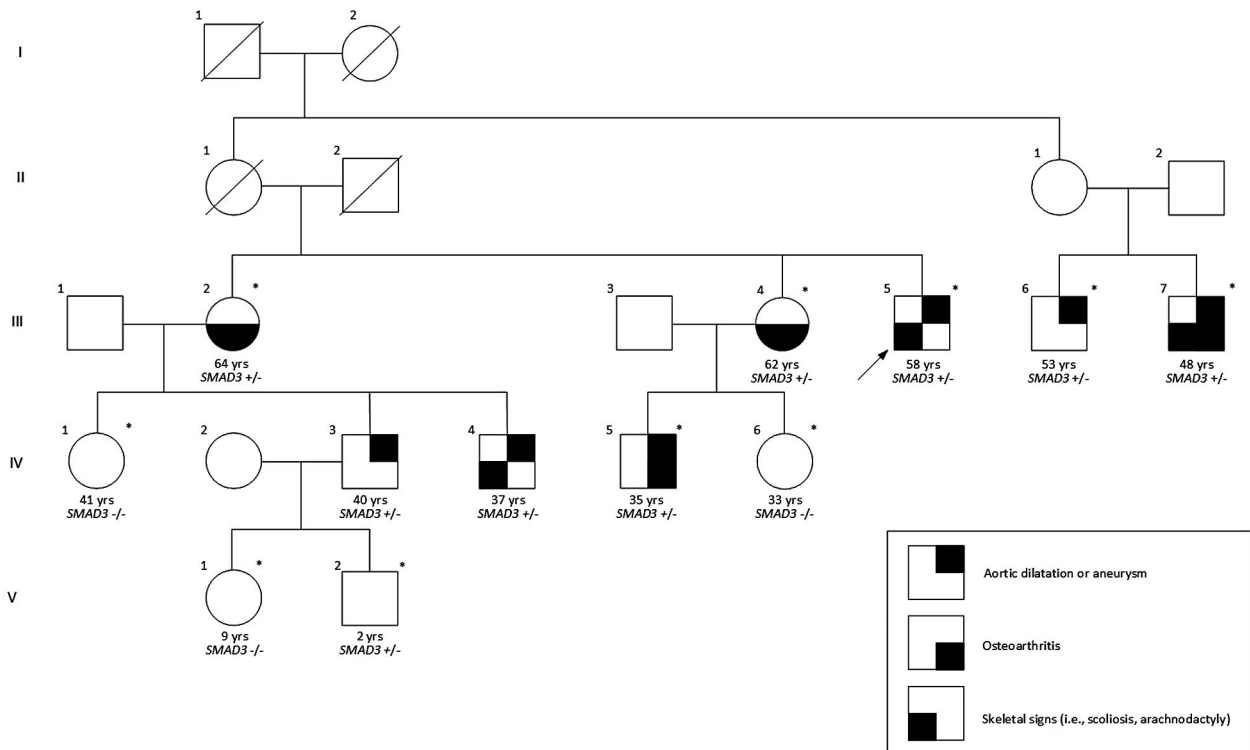 1 2
I
1 2 1 2
II
1 2 * 3 4 * 5 * 6 * 7 *
III
64 yrs 62 yrs 58 yrs 53 yrs 48 yrs
SMAD3 +/- SMAD3 +/- SMAD3 +/- SMAD3 +/- SMAD3 +/-
1 * 2 3 4 5 * 6 *
IV
41 yrs 40 yrs 37 yrs 35 yrs 33 yrs
SMAD3 -/- SMAD3 +/- SMAD3 +/- SMAD3 +/- SMAD3 -/-
1 * 2 *
V
9 yrs 2 yrs
SMAD3 -/- SMAD3 +/-
Aortic dilatation or aneurysm
Osteoarthritis
Skeletal signs (i.e., scoliosis, arachnodactyly)